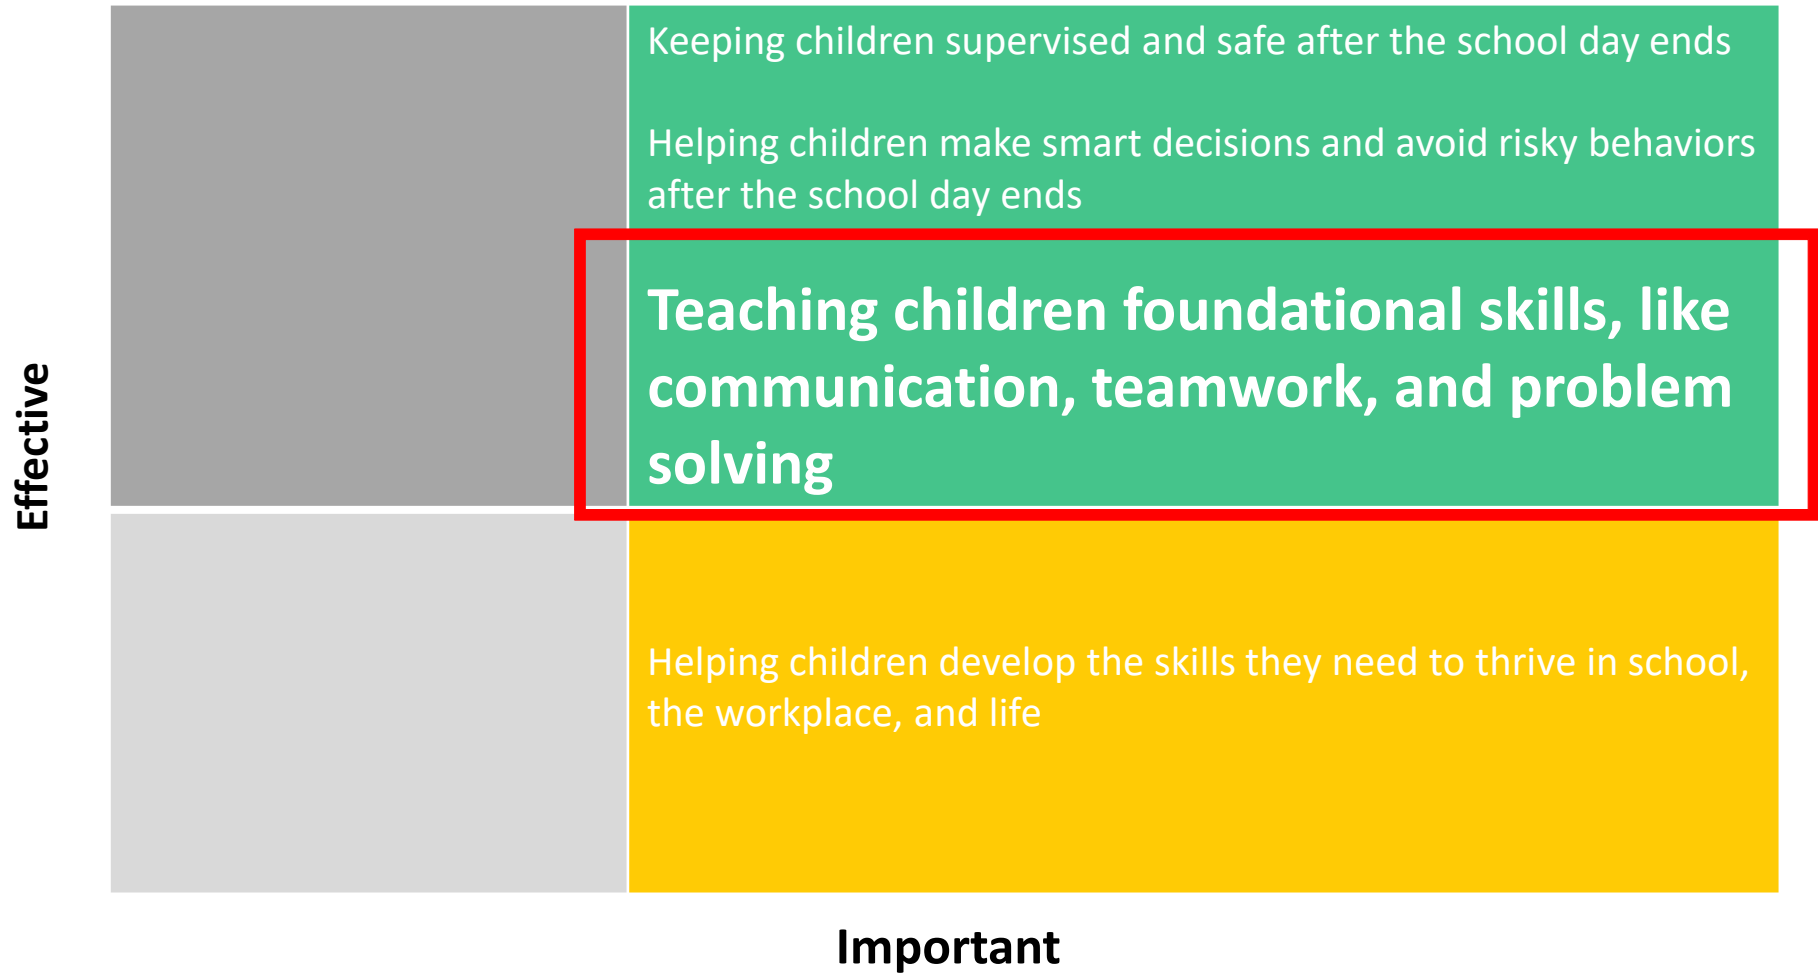 Keeping children supervised and safe after the school day ends
Helping children make smart decisions and avoid risky behaviors
after the school day ends
Teaching children foundational skills, like
communication, teamwork, and problem
solving
Effective
Helping children develop the skills they need to thrive in school,
the workplace, and life
Important